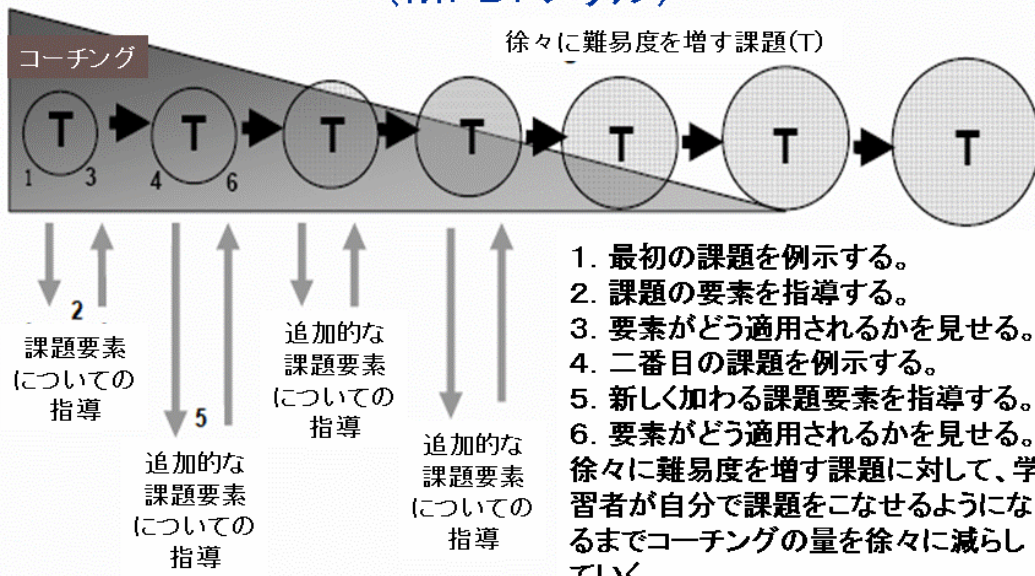 徐々に難易度を増す課題(T)
コーチング
T T T T T T T
1 3 4 6
2
課題要素
についての
指導
5
追加的な
課題要素
についての
指導
追加的な
課題要素
についての
指導
追加的な
課題要素
についての
指導
1. 最初の課題を例示する。
2. 課題の要素を指導する。
3. 要素がどう適用されるかを見せる。
4. 二番目の課題を例示する。
5. 新しく加わる課題要素を指導する。
6. 要素がどう適用されるかを見せる。
徐々に難易度を増す課題に対して、学
習者が自分で課題をこなせるようにな
るまでコーチングの量を徐々に減らし
ていく